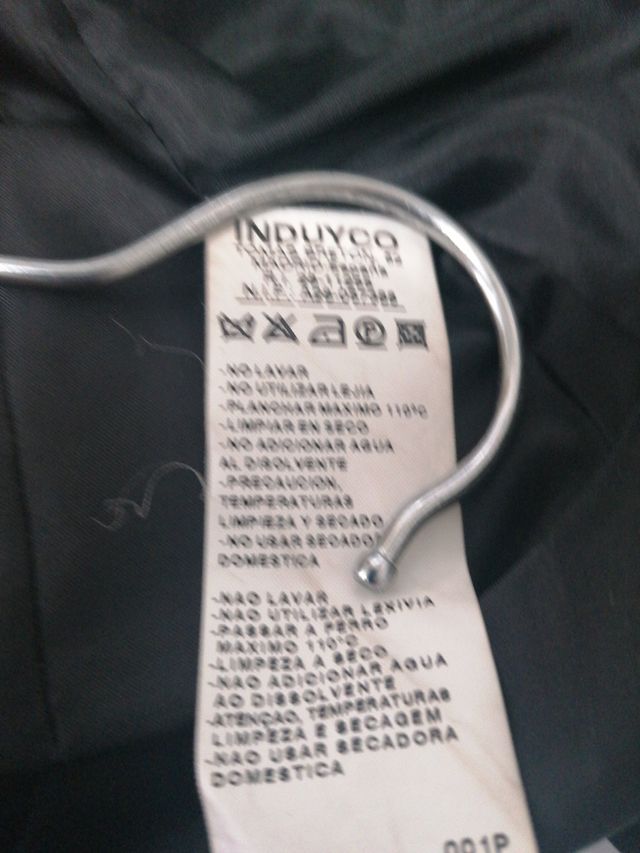 INDUYCO
-NO LAVAR
-NO UTILIZAR LEJIA
-PLANCHAR MAXIMO 110°C
-LIMPIAR EN SECO
-NO ADICIONAR AGUA
AL DISOLVENTE
-PRECAUCION,
TEMPERATURAS
LIMPIEZA Y SECADO
-NO USAR SECADOR
DOMESTICA
-NAO LAVAR
-NAO UTILIZAR LEXIVIA
-PASSAR A FERRO
MAXIMO 110°C
-LIMPEZA A SECO
-NAO ADICIONAR AGUA
AO DISSOLVENTE
-ATENÇAO, TEMPERATURAS
LIMPEZA E SECAGEM
-NAO USAR SECADORA
DOMESTICA
001P